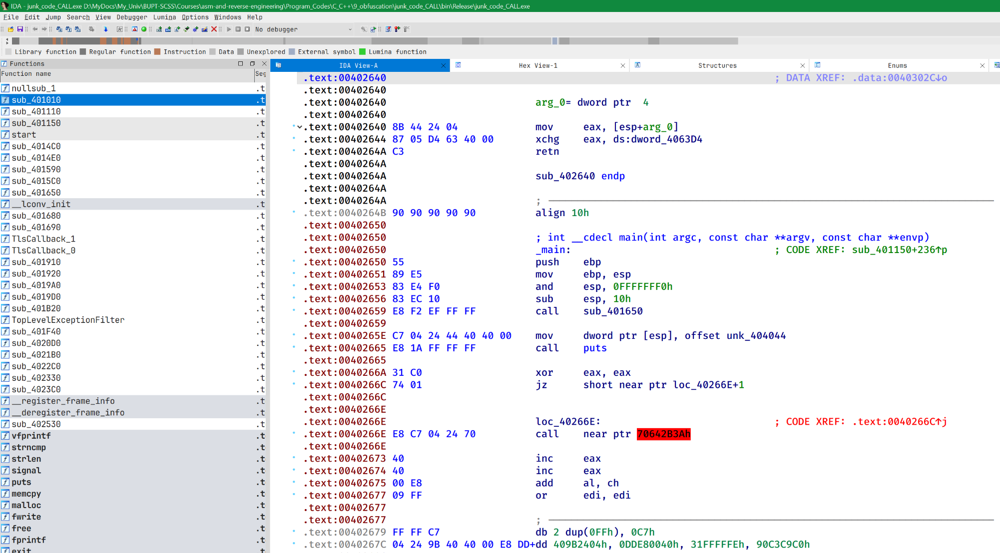 IDA - junk_code_CALL.exe D:\MyDocs\My_Univ\BUPT-SCSS\Courses\asm-and-reverse-engineering\Program_Codes\C_C++\9_obfuscation\junk_code_CALL\bin\Release\junk_code_CALL.exe
File Edit Jump Search View Debugger Lumina Options Windows Help
No debugger
Library function Regular function Instruction Data Unexplored External symbol Lumina function
Functions
Function name Seg
nullsub_1 .t
sub_401010 .t
sub_401110 .t
sub_401150 .t
start .t
sub_4014C0 .t
sub_4014E0 .t
sub_401590 .t
sub_4015C0 .t
sub_401650 .t
__lconv_init .t
sub_401680 .t
sub_401690 .t
TlsCallback_1 .t
TlsCallback_0 .t
sub_401910 .t
sub_401920 .t
sub_4019A0 .t
sub_4019D0 .t
sub_401B20 .t
TopLevelExceptionFilter .t
sub_401F40 .t
sub_4020D0 .t
sub_4021B0 .t
sub_4022C0 .t
sub_402330 .t
sub_4023C0 .t
__register_frame_info .t
__deregister_frame_info .t
sub_402530 .t
vfprintf .t
strncmp .t
strlen .t
signal .t
puts .t
memcpy .t
malloc .t
fwrite .t
free .t
fprintf .t
exit .t
IDA View-A Hex View-1 Structures Enums
.text:00402640 ; DATA XREF: .data:0040302C↓o
.text:00402640
.text:00402640 arg_0= dword ptr 4
.text:00402640
.text:00402640 8B 44 24 04 mov eax, [esp+arg_0]
.text:00402644 87 05 D4 63 40 00 xchg eax, ds:dword_4063D4
.text:0040264A C3 retn
.text:0040264A
.text:0040264A sub_402640 endp
.text:0040264A
.text:0040264A ;
.text:0040264B 90 90 90 90 90 align 10h
.text:00402650
.text:00402650 ; int __cdecl main(int argc, const char **argv, const char **envp)
.text:00402650 _main: ; CODE XREF: sub_401150+236↑p
.text:00402650 55 push ebp
.text:00402651 89 E5 mov ebp, esp
.text:00402653 83 E4 F0 and esp, 0FFFFFFF0h
.text:00402656 83 EC 10 sub esp, 10h
.text:00402659 E8 F2 EF FF FF call sub_401650
.text:00402659
.text:0040265E C7 04 24 44 40 40 00 mov dword ptr [esp], offset unk_404044
.text:00402665 E8 1A FF FF FF call puts
.text:00402665
.text:0040266A 31 C0 xor eax, eax
.text:0040266C 74 01 jz short near ptr loc_40266E+1
.text:0040266C
.text:0040266E
.text:0040266E loc_40266E: ; CODE XREF: .text:0040266C↑j
.text:0040266E E8 C7 04 24 70 call near ptr 70642B3Ah
.text:0040266E
.text:00402673 40 inc eax
.text:00402674 40 inc eax
.text:00402675 00 E8 add al, ch
.text:00402677 09 FF or edi, edi
.text:00402677
.text:00402677 ;
.text:00402679 FF FF C7 db 2 dup(0FFh), 0C7h
.text:0040267C 04 24 9B 40 40 00 E8 DD+dd 409B2404h, 0DDE80040h, 31FFFFFEh, 90C3C9C0h